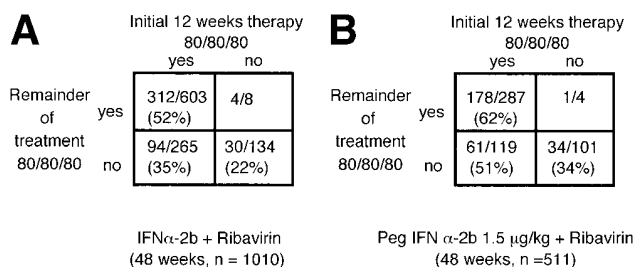 A
Initial 12 weeks therapy
80/80/80
yes no
Remainder
of
treatment
80/80/80
yes
312/603
(52%)
4/8
no
94/265
(35%)
30/134
(22%)
IFNα-2b + Ribavirin
(48 weeks, n = 1010)
B
Initial 12 weeks therapy
80/80/80
yes no
Remainder
of
treatment
80/80/80
yes
178/287
(62%)
1/4
no
61/119
(51%)
34/101
(34%)
Peg IFN α-2b 1.5 µg/kg + Ribavirin
(48 weeks, n =511)